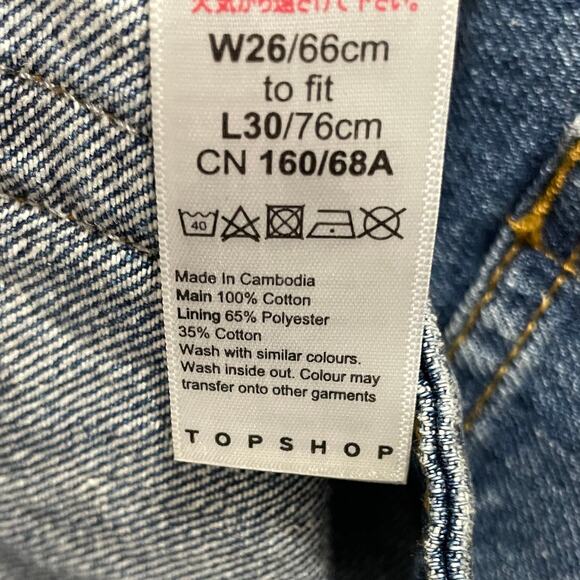 W26/66cm
to fit
L30/76cm
CN 160/68A
40
Made In Cambodia
Main 100% Cotton
Lining 65% Polyester
35% Cotton
Wash with similar colours.
Wash inside out. Colour may
transfer onto other garments
TOPSHOP